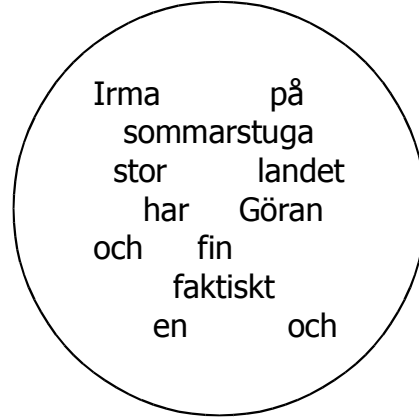 Irma på
sommarstuga
stor landet
har Göran
och fin
faktiskt
en och